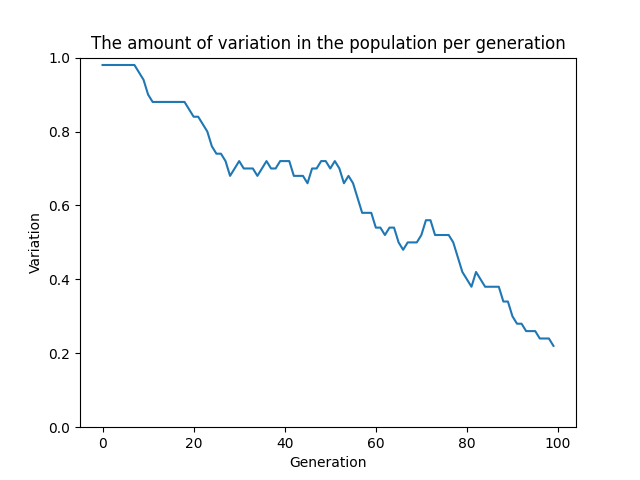 The amount of variation in the population per generation
1.0
0.8
0.6
0.4
0.2
0.0
Variation
0 20 40 60 80 100
Generation